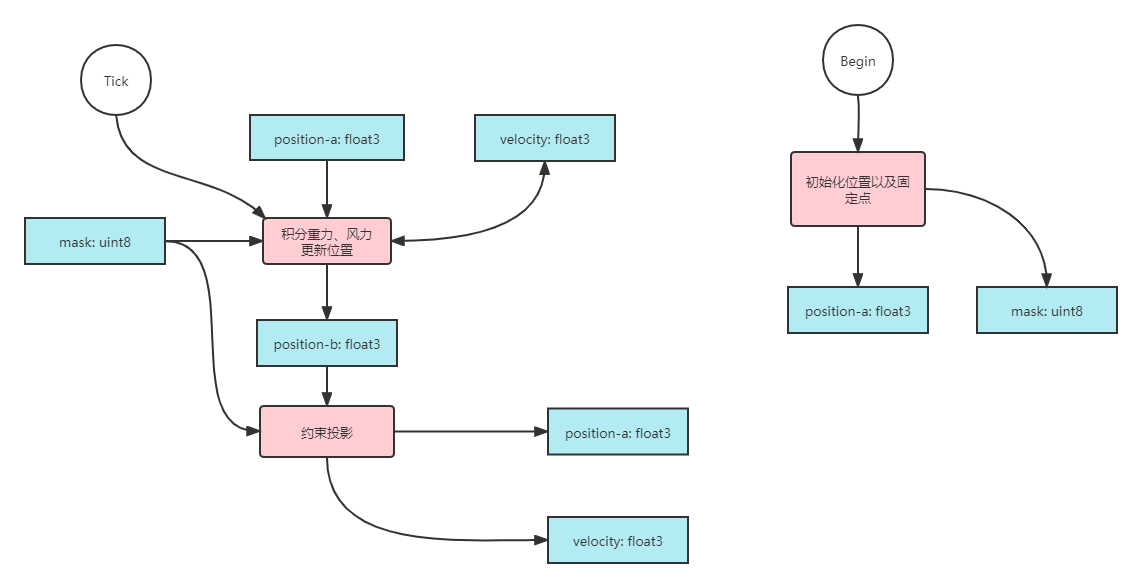 Tick
position-a: float3
velocity: float3
mask: uint8
积分重力、风力
更新位置
position-b: float3
约束投影
position-a: float3
velocity: float3
Begin
初始化位置以及固
定点
position-a: float3
mask: uint8